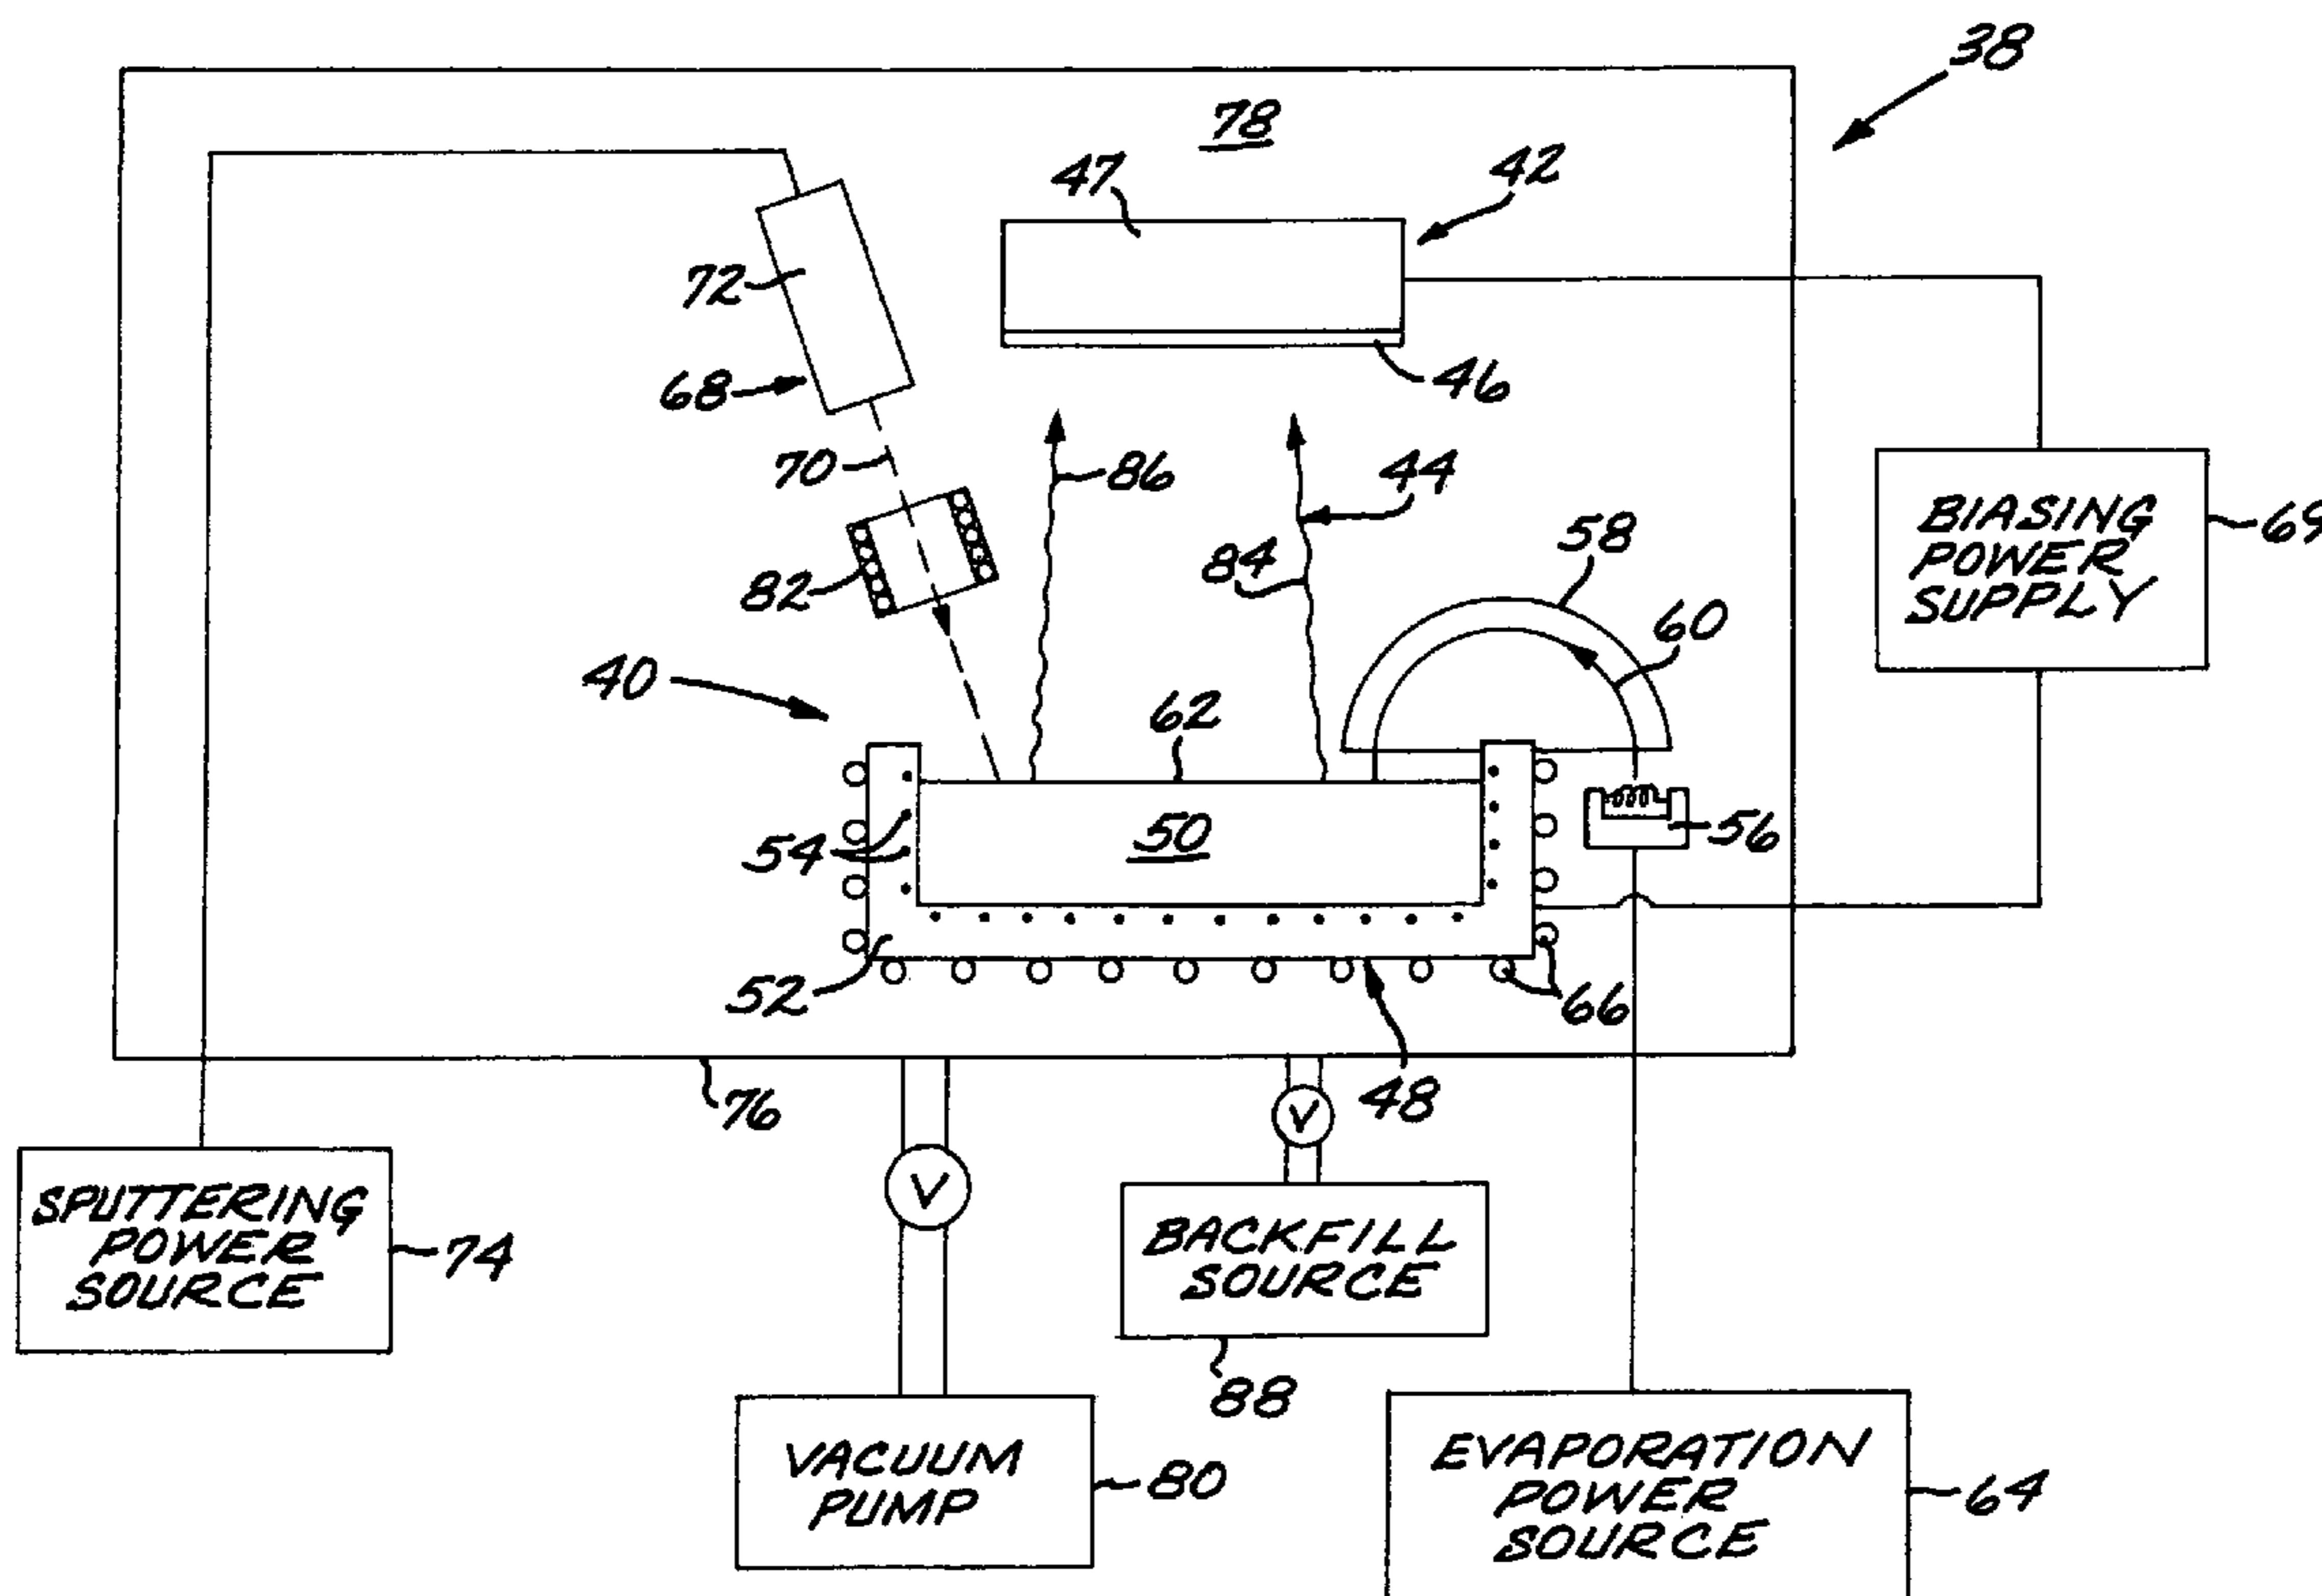 38
78
47
42
72
46
68
70
86
44
58
84
60
BIASING
POWER
SUPPLY
69
82
40
62
54
50
56
52
66
76
48
V
V
SPUTTERING
POWER
SOURCE
74
BACKFILL
SOURCE
88
VACUUM
PUMP
80
EVAPORATION
POWER
SOURCE
64